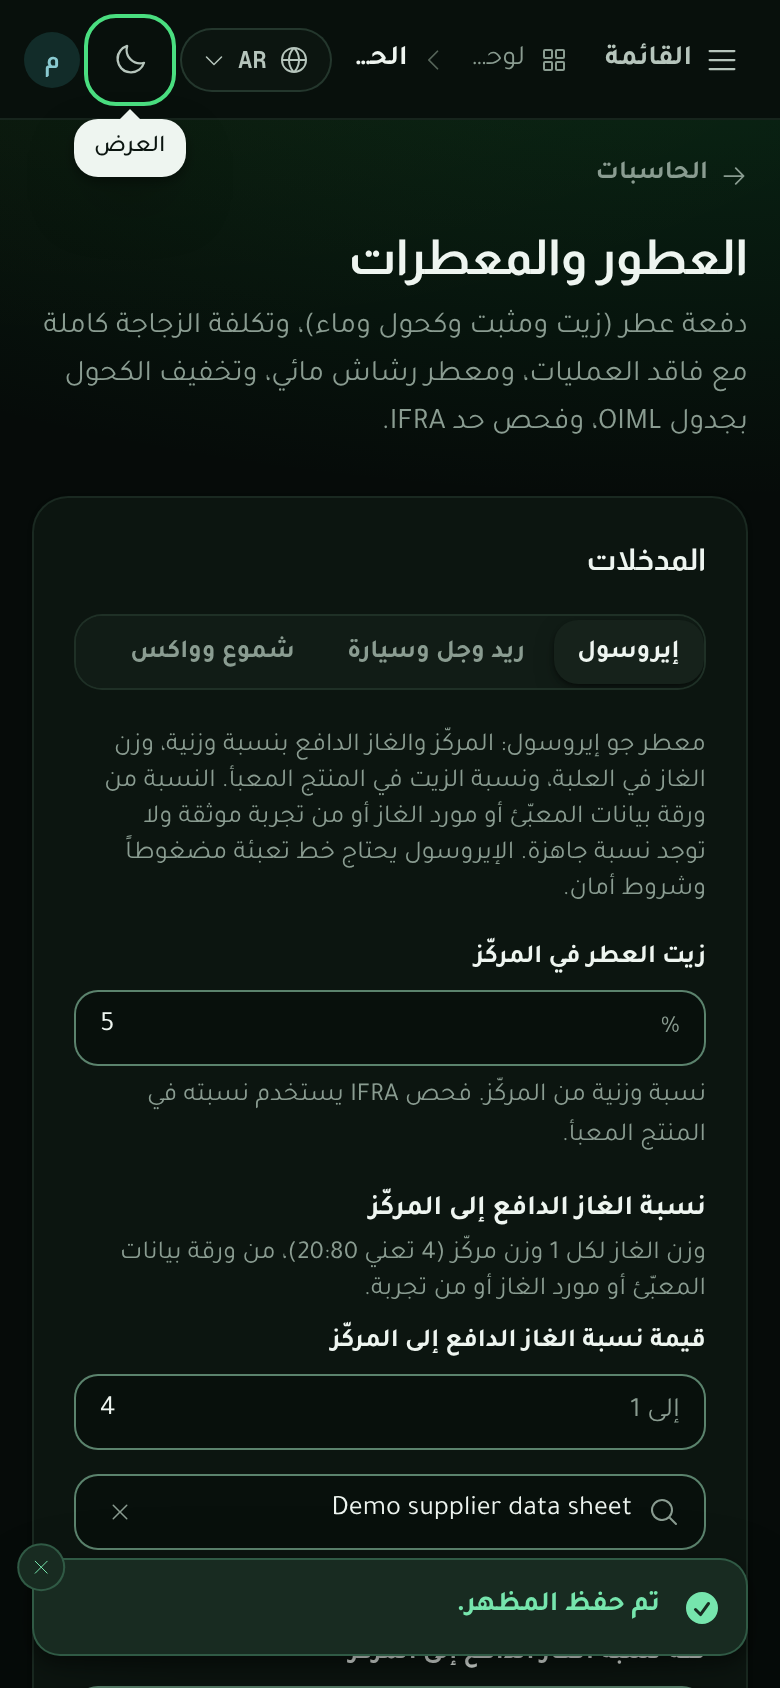 القائمة
لوحـ...
الحـ...
AR
م
العرض
الحاسبات
العطور والمعطرات
دفعة عطر (زيت ومثبت وكحول وماء)، وتكلفة الزجاجة كاملة
مع فاقد العمليات، ومعطر رشاش مائي، وتخفيف الكحول
بجدول OIML، وفحص حد IFRA.
المدخلات
إيروسول
ريد وجل وسيارة
شموع وواكس
معطر جو إيروسول: المركّز والغاز الدافع بنسبة وزنية، وزن
الغاز في العلبة، ونسبة الزيت في المنتج المعبأ. النسبة من
ورقة بيانات المعبّئ أو مورد الغاز أو من تجربة موثقة ولا
توجد نسبة جاهزة. الإيروسول يحتاج خط تعبئة مضغوطاً
وشروط أمان.
زيت العطر في المركّز
%
5
نسبة وزنية من المركّز. فحص IFRA يستخدم نسبته في
المنتج المعبأ.
نسبة الغاز الدافع إلى المركّز
وزن الغاز لكل 1 وزن مركّز (4 تعني 20:80)، من ورقة بيانات
المعبّئ أو مورد الغاز أو من تجربة.
قيمة نسبة الغاز الدافع إلى المركّز
إلى 1
4
Demo supplier data sheet
تم حفظ المظهر.
نسبة الغاز الدافع إلى المركّز